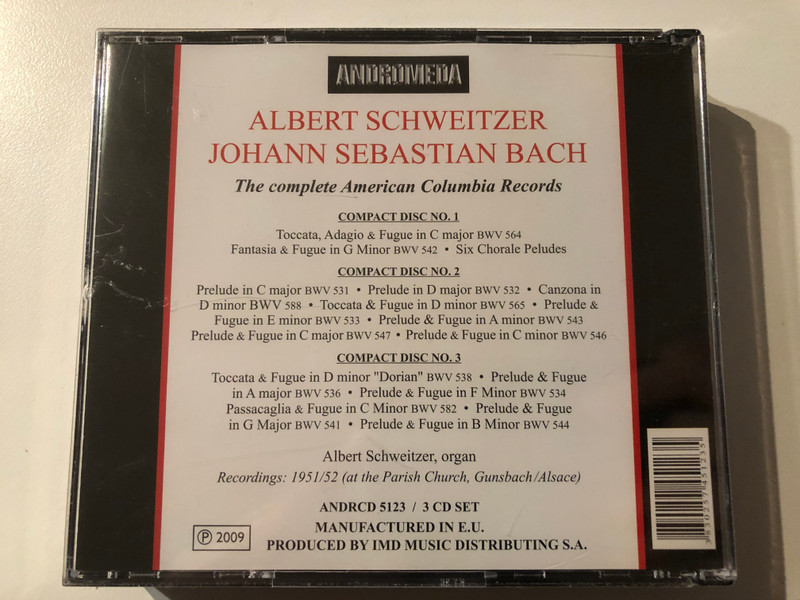 ANDROMEDA
ALBERT SCHWEITZER
JOHANN SEBASTIAN BACH
The complete American Columbia Records
COMPACT DISC NO. 1
Toccata, Adagio & Fugue in C major BWV 564
Fantasia & Fugue in G Minor BWV 542 • Six Chorale Peludes
COMPACT DISC NO. 2
Prelude in C major BWV 531 • Prelude in D major BWV 532 • Canzona in
D minor BWV 588 • Toccata & Fugue in D minor BWV 565 • Prelude &
Fugue in E minor BWV 533 • Prelude & Fugue in A minor BWV 543
Prelude & Fugue in C major BWV 547 • Prelude & Fugue in C minor BWV 546
COMPACT DISC NO. 3
Toccata & Fugue in D minor "Dorian" BWV 538 • Prelude & Fugue
in A major BWV 536 • Prelude & Fugue in F Minor BWV 534
Passacaglia & Fugue in C Minor BWV 582 • Prelude & Fugue
in G Major BWV 541 • Prelude & Fugue in B Minor BWV 544
Albert Schweitzer, organ
Recordings: 1951/52 (at the Parish Church, Gunsbach/Alsace)
ANDRCD 5123 / 3 CD SET
MANUFACTURED IN E.U.
PRODUCED BY IMD MUSIC DISTRIBUTING S.A.
℗ 2009
3830257451235